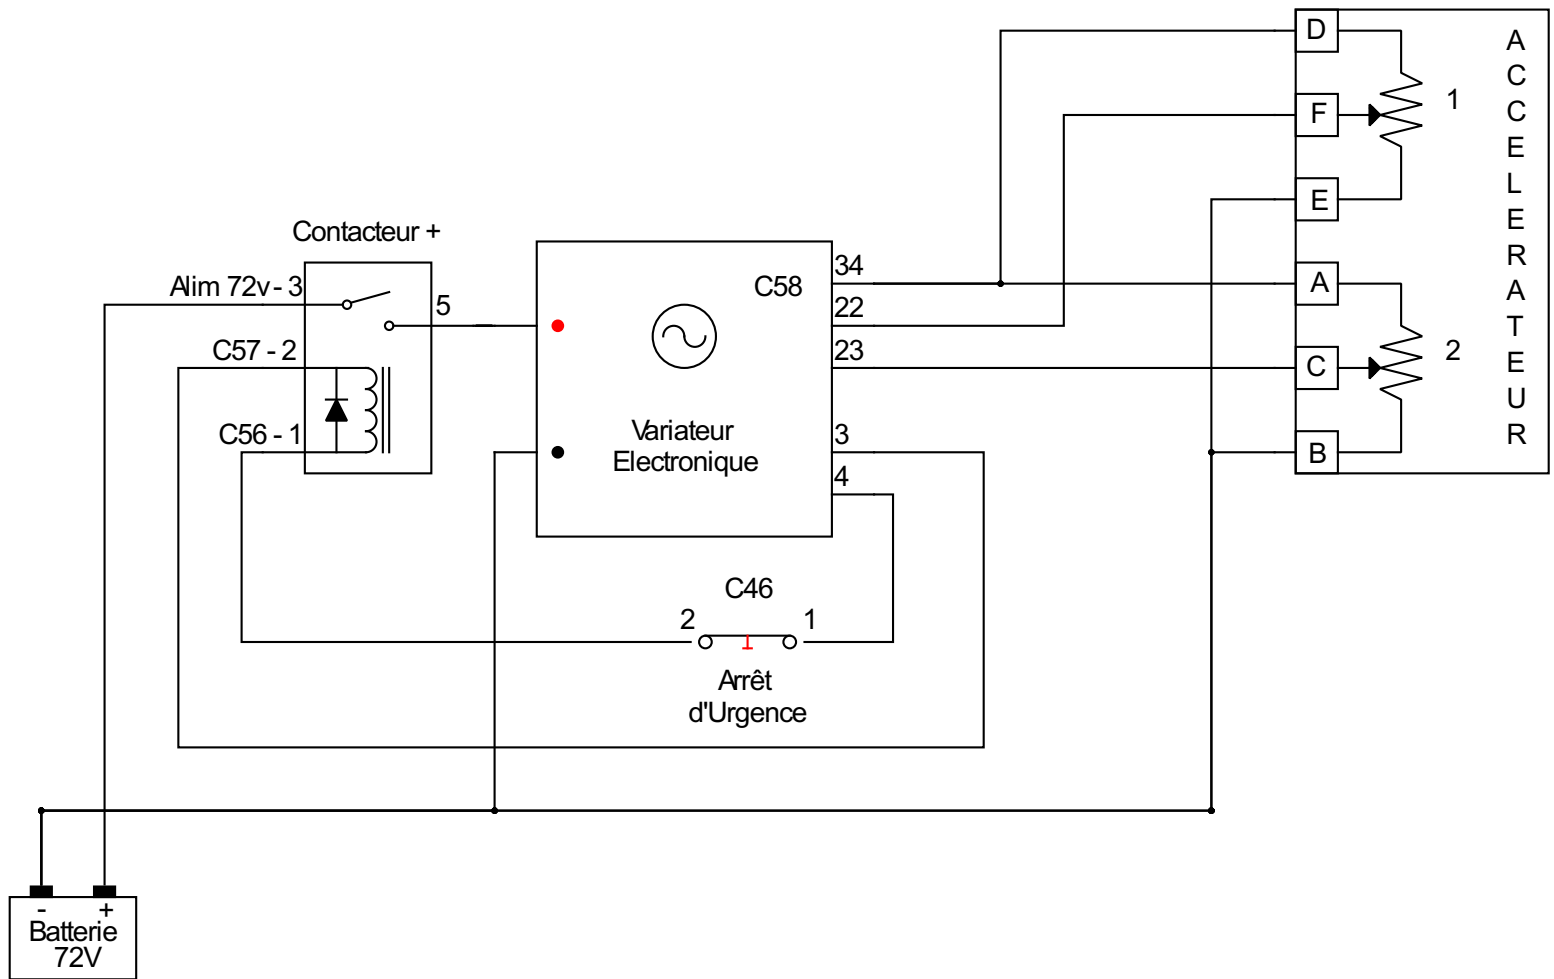 D
F
E
A
C
B
1
2
A
C
C
E
L
E
R
A
T
E
U
R
Contacteur +
Alim 72v - 3
5
C57 - 2
C56 - 1
C58
34
22
23
3
4
Variateur
Electronique
C46
2
1
Arrêt
d'Urgence
- +
Batterie
72V